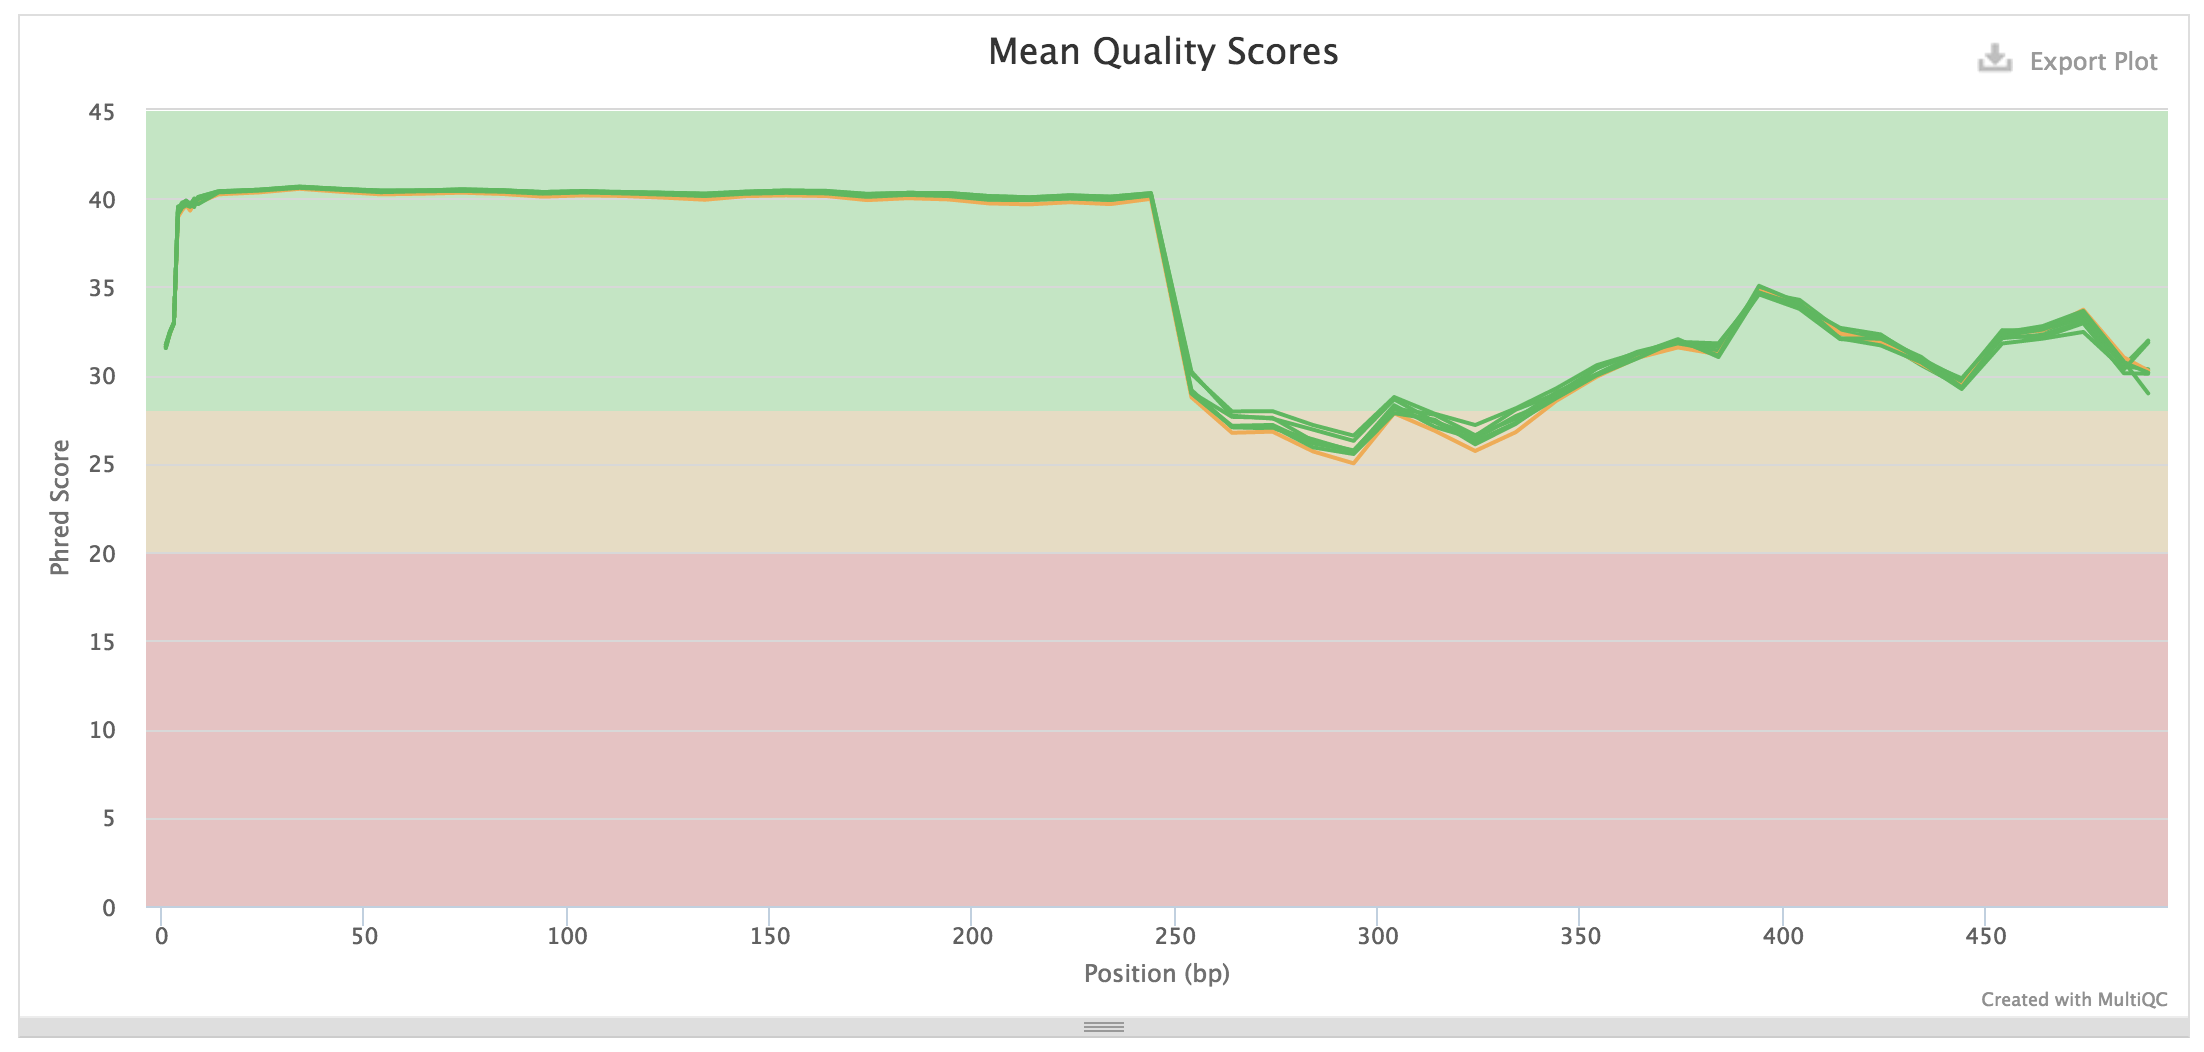 Mean Quality Scores
Export Plot
45
40
35
30
25
20
15
10
5
0
Phred Score
0 50 100 150 200 250 300 350 400 450
Position (bp)
Created with MultiQC